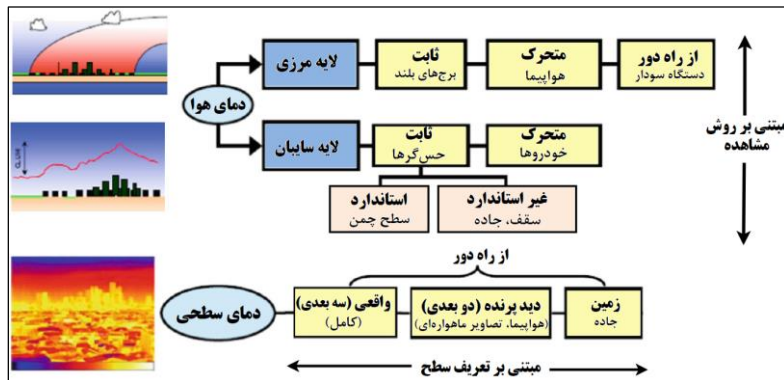 دمای هوا
لایه مرزی
ثابت
برج‌های بلند
متحرک
هواپیما
از راه دور
دستگاه سودار
لایه سایبان
ثابت
حس‌گرها
متحرک
خودروها
استاندارد
سطح چمن
غیر استاندارد
سقف، جاده
مبتنی بر روش
مشاهده
از راه دور
دمای سطحی
واقعی (سه بعدی)
(کامل)
دید پرنده (دو بعدی)
(هواپیما، تصاویر ماهواره‌ای)
زمین
جاده
مبتنی بر تعریف سطح